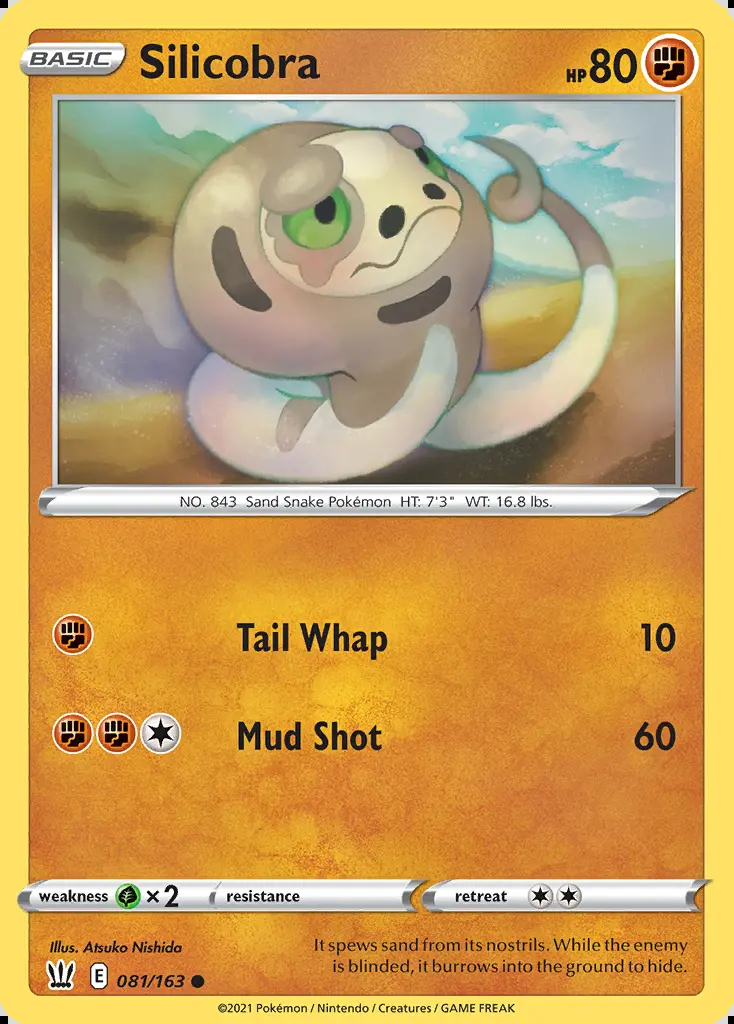 BASIC Silicobra HP 80
NO. 843 Sand Snake Pokémon HT: 7'3" WT: 16.8 lbs.
Tail Whap 10
Mud Shot 60
weakness ×2 resistance retreat
Illus. Atsuko Nishida
It spews sand from its nostrils. While the enemy
is blinded, it burrows into the ground to hide.
E 081/163
©2021 Pokémon / Nintendo / Creatures / GAME FREAK